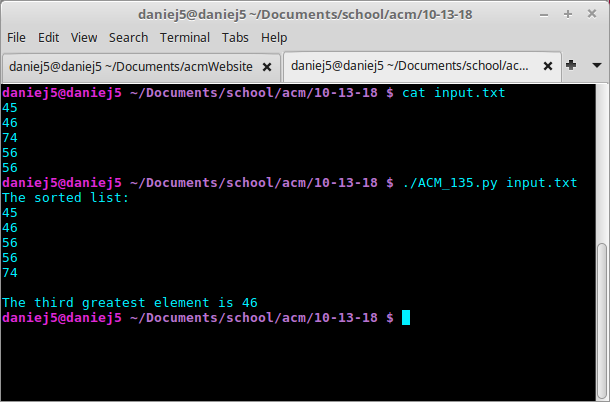 daniej5@daniej5 ~/Documents/school/acm/10-13-18
File Edit View Search Terminal Tabs Help
daniej5@daniej5 ~/Documents/acmWebsite
daniej5@daniej5 ~/Documents/school/ac...
daniej5@daniej5 ~/Documents/school/acm/10-13-18 $ cat input.txt
45
46
74
56
56
daniej5@daniej5 ~/Documents/school/acm/10-13-18 $ ./ACM_135.py input.txt
The sorted list:
45
46
56
56
74
The third greatest element is 46
daniej5@daniej5 ~/Documents/school/acm/10-13-18 $